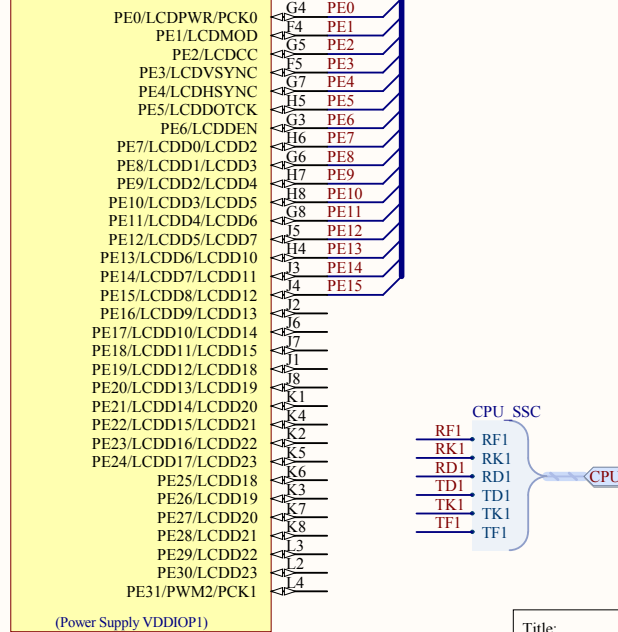 PE0/LCDPWR/PCK0 G4 PE0
PE1/LCDMOD F4 PE1
PE2/LCDCC G5 PE2
PE3/LCDVSYNC F5 PE3
PE4/LCDHSYNC G7 PE4
PE5/LCDDOTCK H5 PE5
PE6/LCDDEN G3 PE6
PE7/LCDD0/LCDD2 H6 PE7
PE8/LCDD1/LCDD3 G6 PE8
PE9/LCDD2/LCDD4 H7 PE9
PE10/LCDD3/LCDD5 H8 PE10
PE11/LCDD4/LCDD6 G8 PE11
PE12/LCDD5/LCDD7 J5 PE12
PE13/LCDD6/LCDD10 H4 PE13
PE14/LCDD7/LCDD11 J3 PE14
PE15/LCDD8/LCDD12 J4 PE15
PE16/LCDD9/LCDD13 J2
PE17/LCDD10/LCDD14 J6
PE18/LCDD11/LCDD15 J7
PE19/LCDD12/LCDD18 J1
PE20/LCDD13/LCDD19 J8
PE21/LCDD14/LCDD20 K1
PE22/LCDD15/LCDD21 K4
PE23/LCDD16/LCDD22 K2
PE24/LCDD17/LCDD23 K5
PE25/LCDD18 K6
PE26/LCDD19 K3
PE27/LCDD20 K7
PE28/LCDD21 K8
PE29/LCDD22 L3
PE30/LCDD23 L2
PE31/PWM2/PCK1 L4
(Power Supply VDDIOP1)
CPU_SSC
RF1 RF1
RK1 RK1
RD1 RD1
TD1 TD1
TK1 TK1
TF1 TF1
CPU
Title: